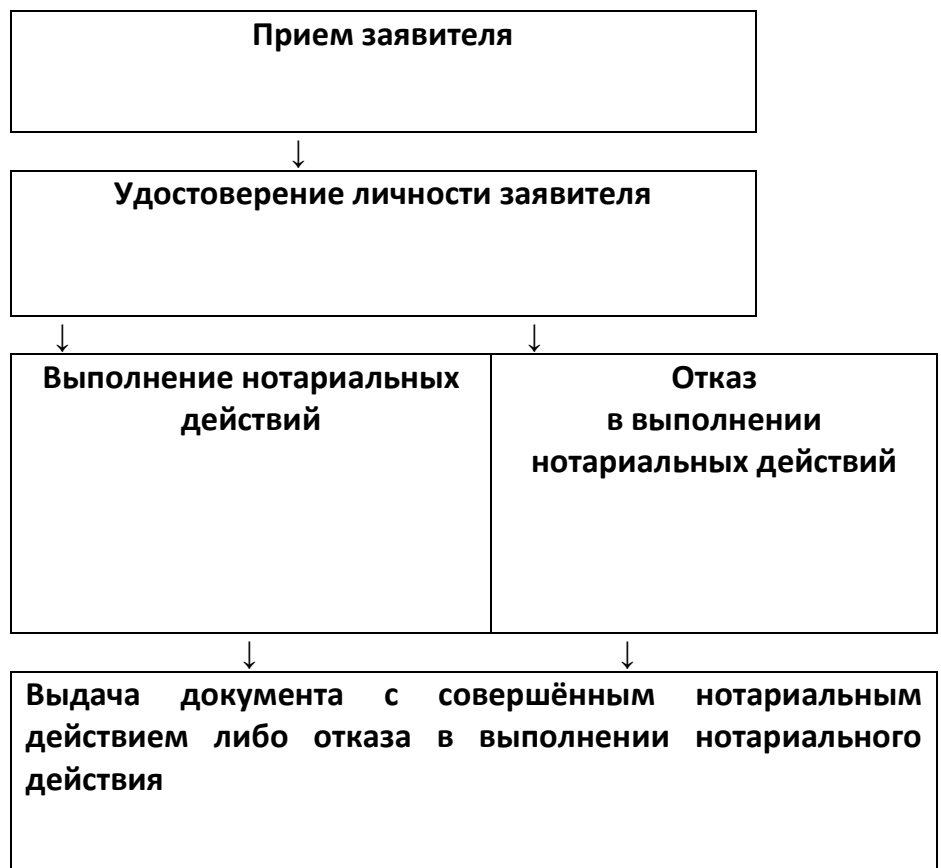 Прием заявителя
↓
Удостоверение личности заявителя
↓ ↓
Выполнение нотариальных
действий
Отказ
в выполнении
нотариальных действий
↓ ↓
Выдача документа с совершённым нотариальным
действием либо отказа в выполнении нотариального
действия